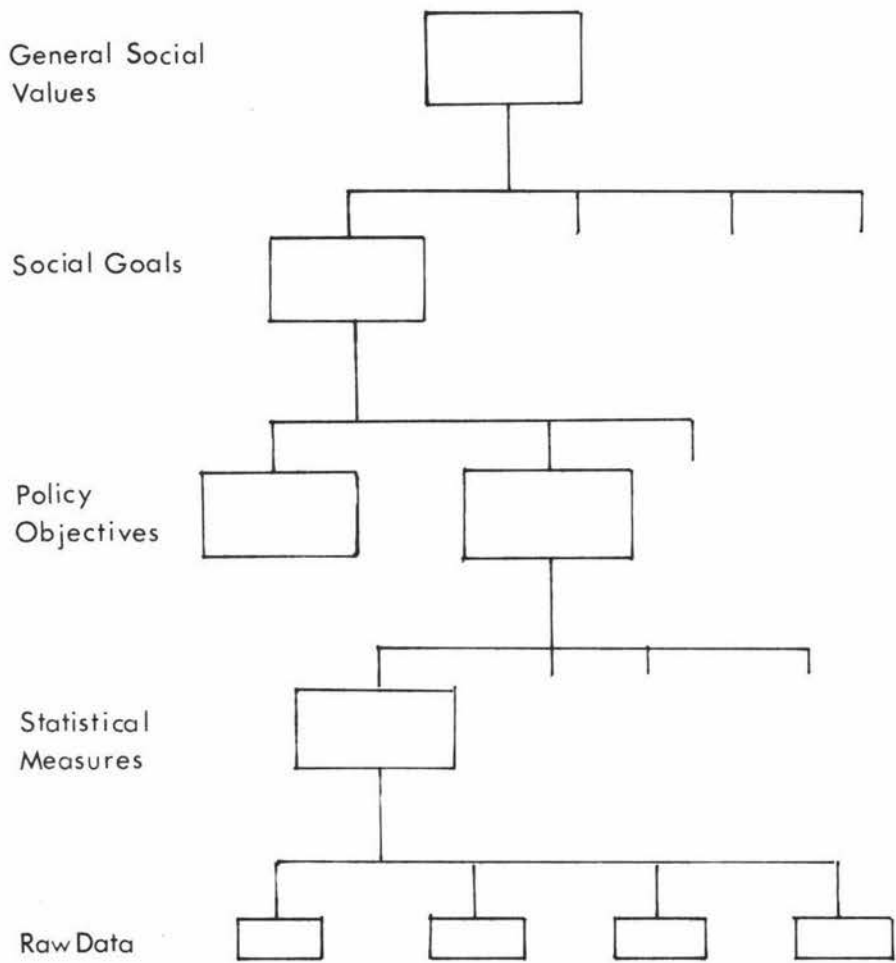 General Social
Values
Social Goals
Policy
Objectives
Statistical
Measures
Raw Data